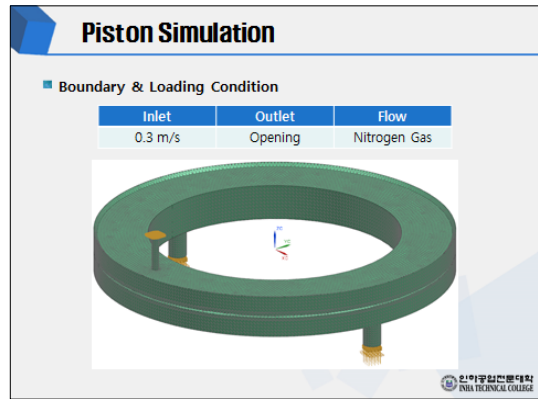 Piston Simulation
Boundary & Loading Condition
Inlet Outlet Flow
0.3 m/s Opening Nitrogen Gas
인하공업전문대학
INHA TECHNICAL COLLEGE